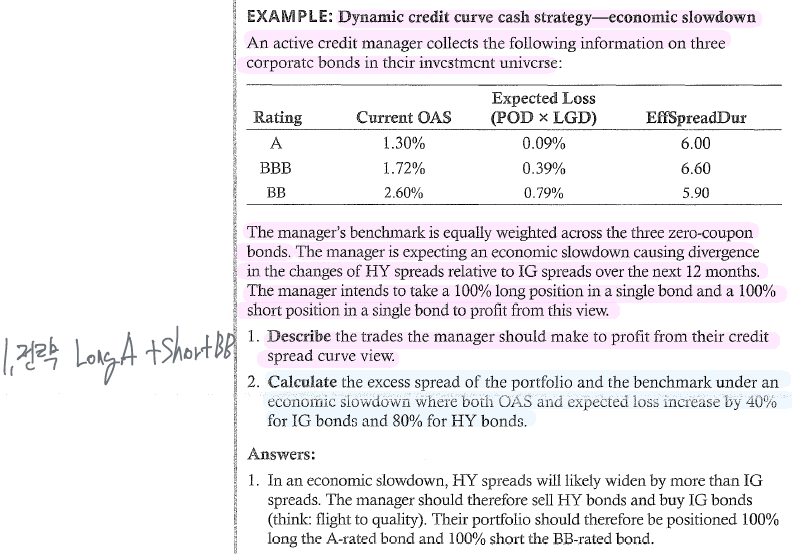 EXAMPLE: Dynamic credit curve cash strategy—economic slowdown
An active credit manager collects the following information on three
corporate bonds in their investment universe:
Expected Loss
Rating Current OAS (POD × LGD) EffSpreadDur
A 1.30% 0.09% 6.00
BBB 1.72% 0.39% 6.60
BB 2.60% 0.79% 5.90
The manager's benchmark is equally weighted across the three zero-coupon
bonds. The manager is expecting an economic slowdown causing divergence
in the changes of HY spreads relative to IG spreads over the next 12 months.
The manager intends to take a 100% long position in a single bond and a 100%
short position in a single bond to profit from this view.
1. Describe the trades the manager should make to profit from their credit
spread curve view.
1, 전략 Long A + Short BB
2. Calculate the excess spread of the portfolio and the benchmark under an
economic slowdown where both OAS and expected loss increase by 40%
for IG bonds and 80% for HY bonds.
Answers:
1. In an economic slowdown, HY spreads will likely widen by more than IG
spreads. The manager should therefore sell HY bonds and buy IG bonds
(think: flight to quality). Their portfolio should therefore be positioned 100%
long the A-rated bond and 100% short the BB-rated bond.